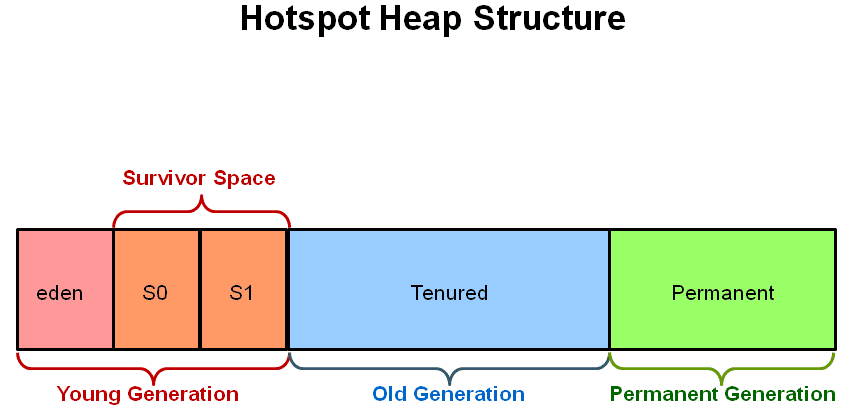 Hotspot Heap Structure
Survivor Space
eden
S0
S1
Tenured
Permanent
Young Generation
Old Generation
Permanent Generation